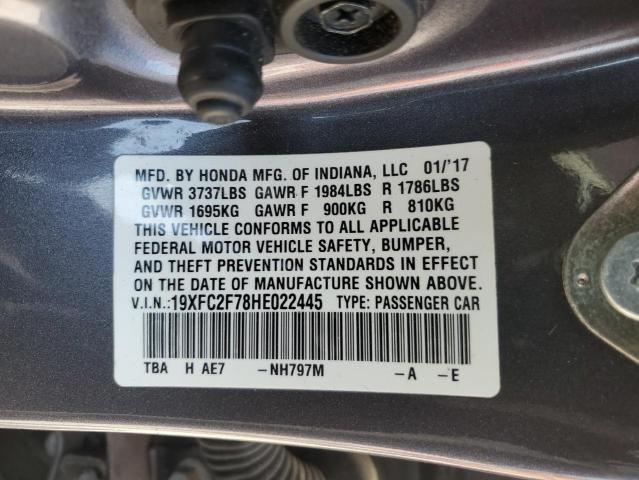 MFD. BY HONDA MFG. OF INDIANA, LLC 01/'17
GVWR 3737LBS GAWR F 1984LBS R 1786LBS
GVWR 1695KG GAWR F 900KG R 810KG
THIS VEHICLE CONFORMS TO ALL APPLICABLE
FEDERAL MOTOR VEHICLE SAFETY, BUMPER,
AND THEFT PREVENTION STANDARDS IN EFFECT
ON THE DATE OF MANUFACTURE SHOWN ABOVE.
V.I.N.:19XFC2F78HE022445 TYPE: PASSENGER CAR
TBA H AE7 -NH797M -A -E